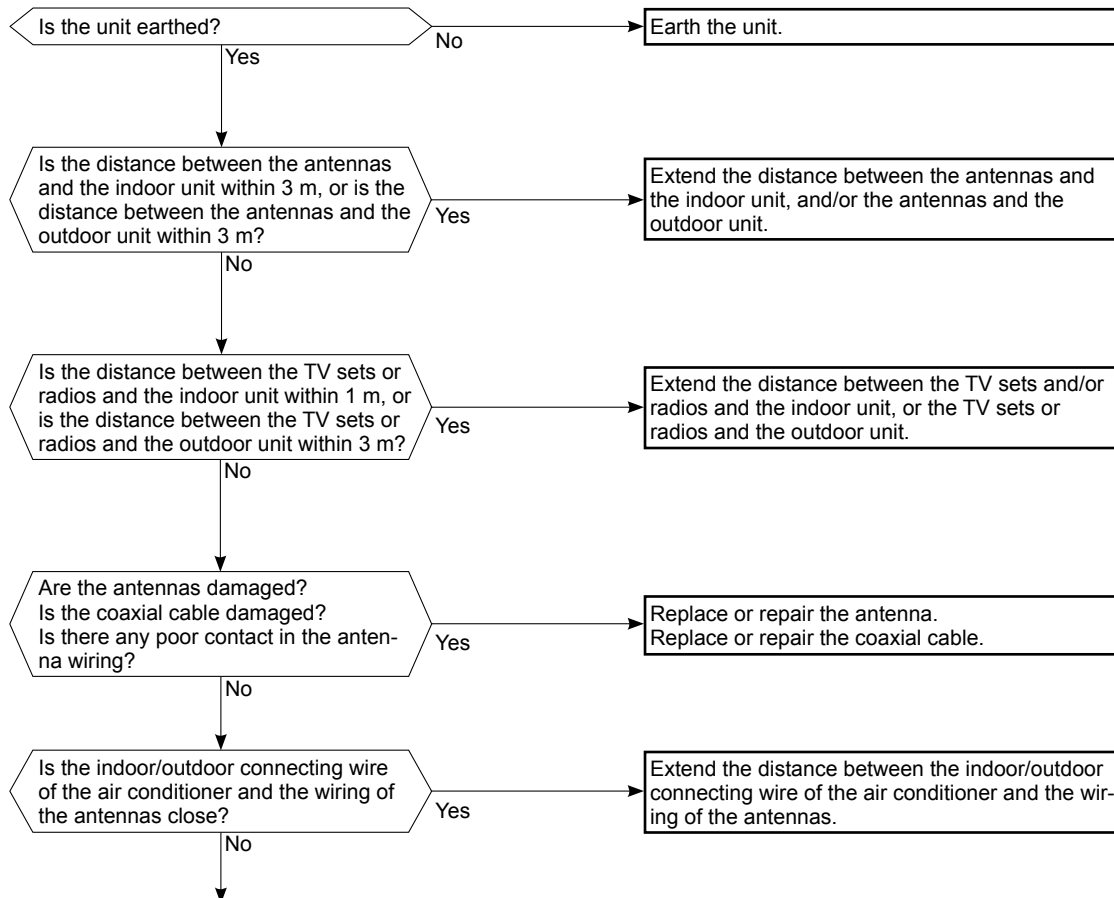 Is the unit earthed?
No
Earth the unit.
Yes
Is the distance between the antennas
and the indoor unit within 3 m, or is the
distance between the antennas and the
outdoor unit within 3 m?
Yes
Extend the distance between the antennas and
the indoor unit, and/or the antennas and the
outdoor unit.
No
Is the distance between the TV sets or
radios and the indoor unit within 1 m, or
is the distance between the TV sets or
radios and the outdoor unit within 3 m?
Yes
Extend the distance between the TV sets and/or
radios and the indoor unit, or the TV sets or
radios and the outdoor unit.
No
Are the antennas damaged?
Is the coaxial cable damaged?
Is there any poor contact in the anten-
na wiring?
Yes
Replace or repair the antenna.
Replace or repair the coaxial cable.
No
Is the indoor/outdoor connecting wire
of the air conditioner and the wiring of
the antennas close?
Yes
Extend the distance between the indoor/outdoor
connecting wire of the air conditioner and the wir-
ing of the antennas.
No